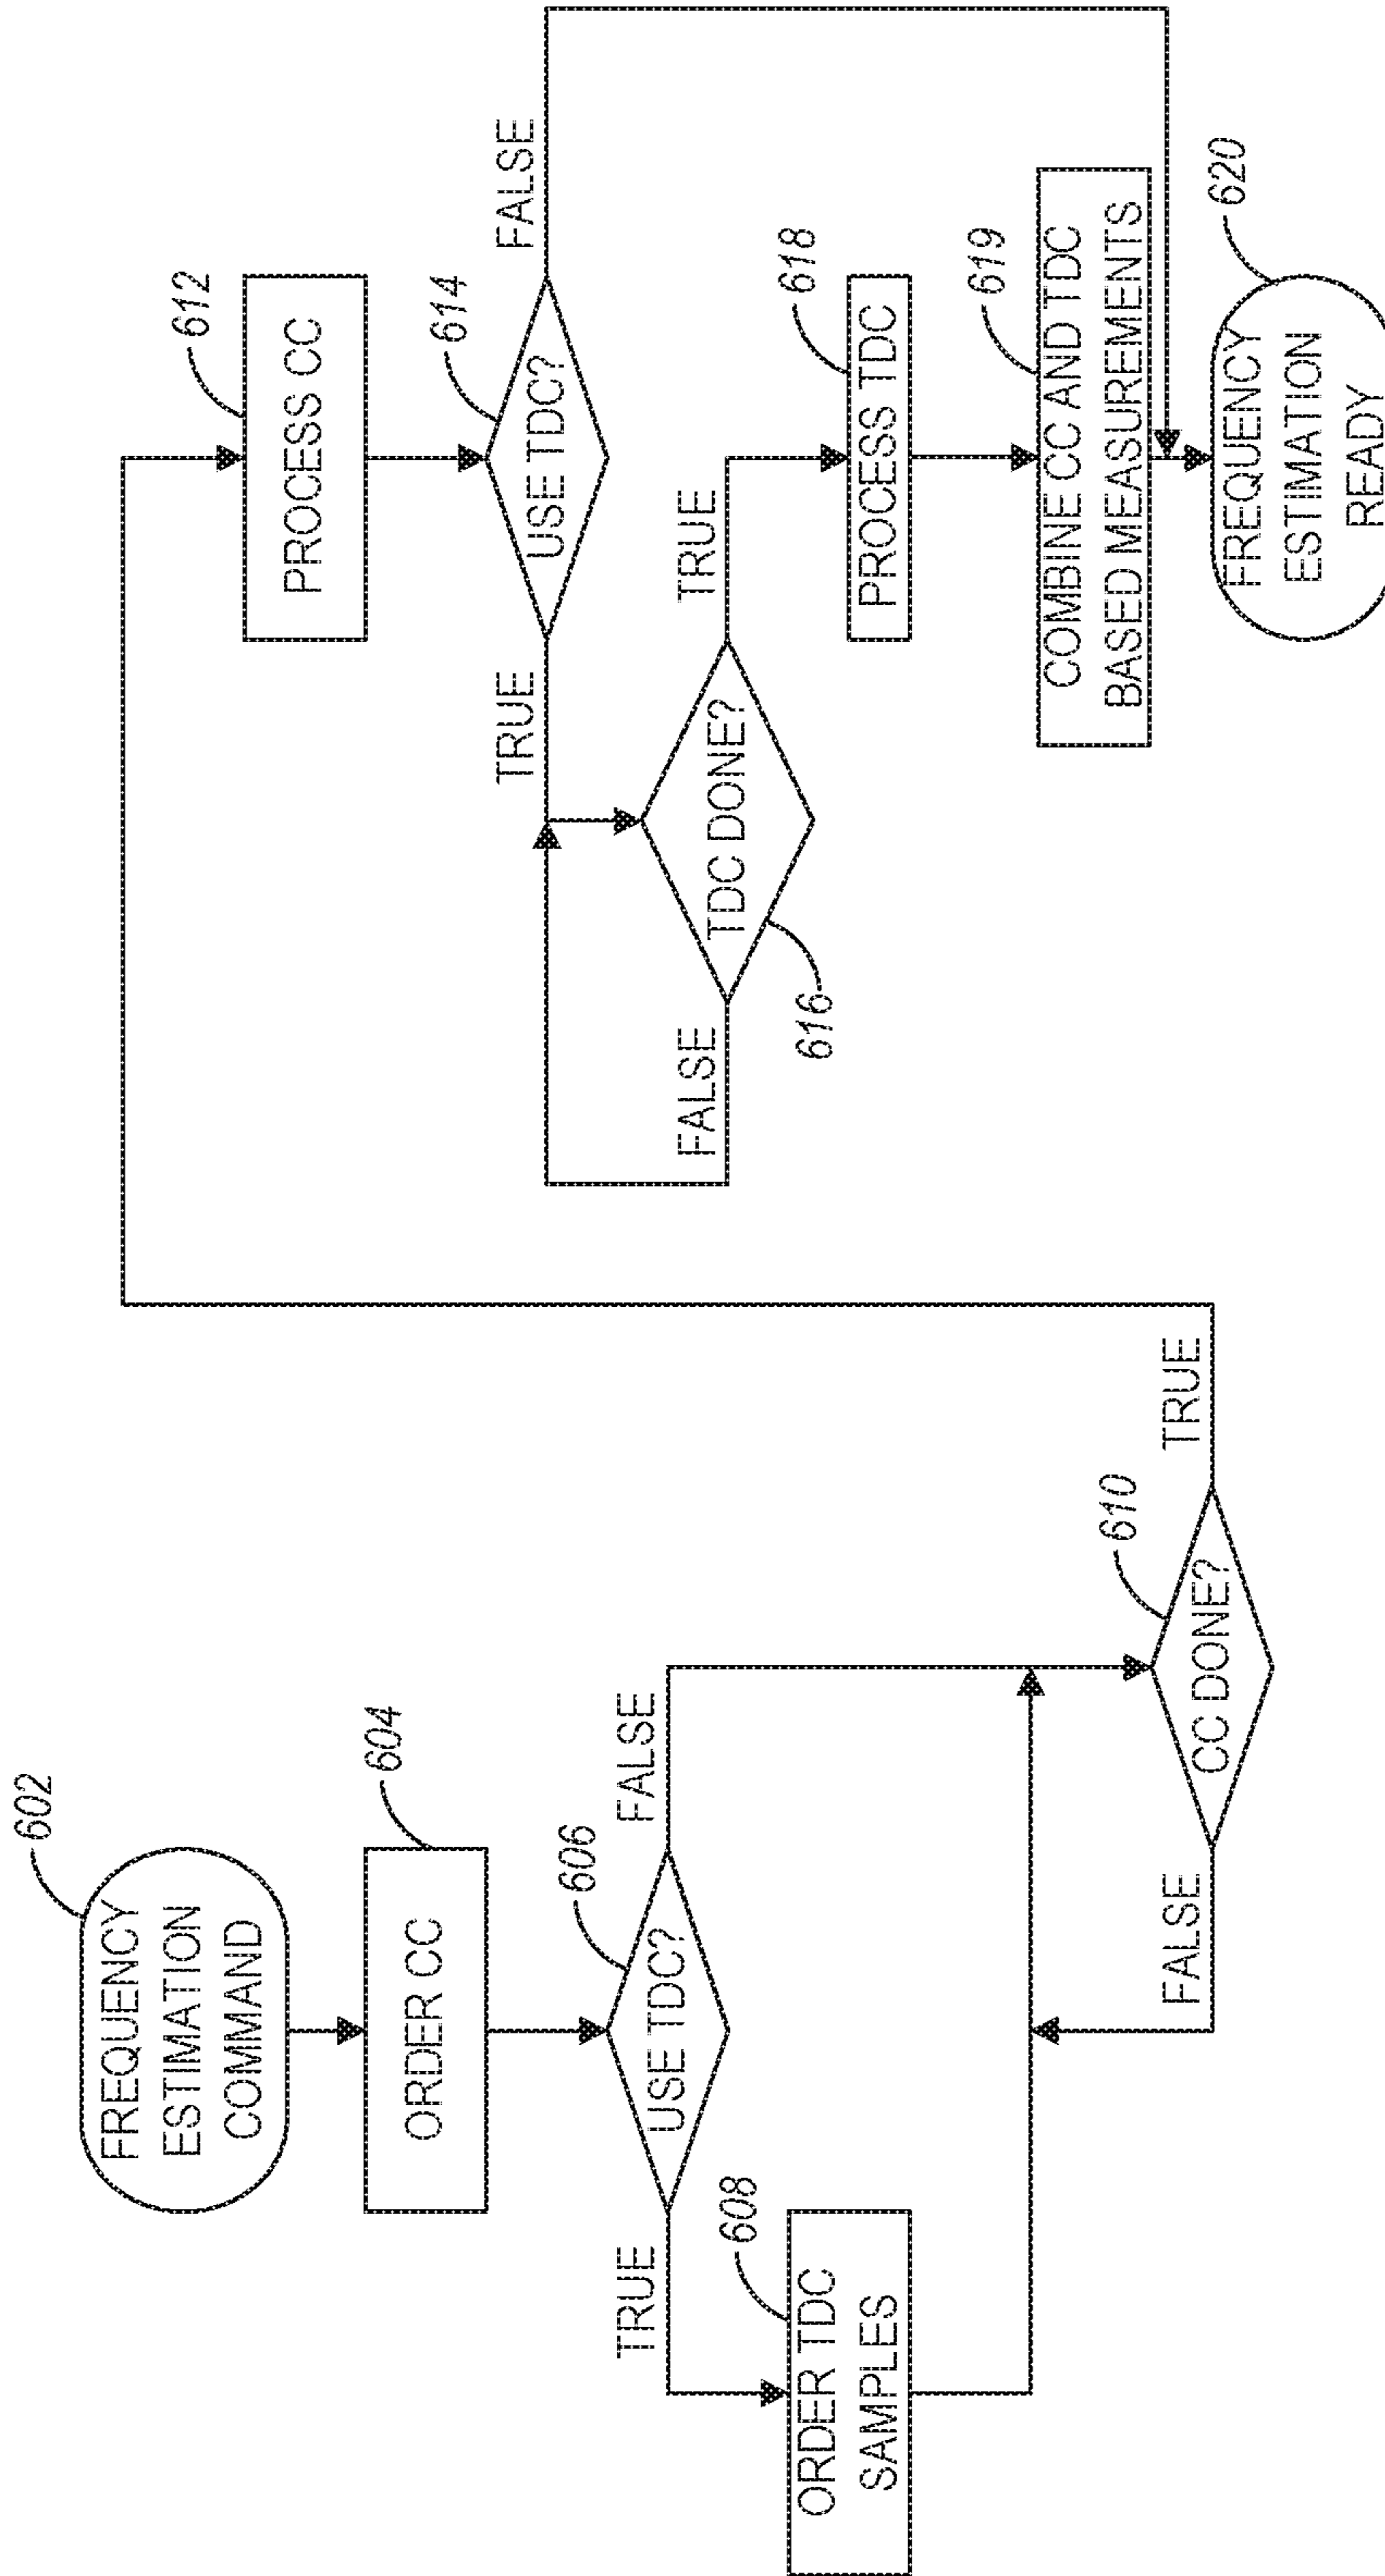 602
FREQUENCY
ESTIMATION
COMMAND
604
ORDER CC
606
USE TDC?
TRUE
FALSE
608
ORDER TDC
SAMPLES
610
CC DONE?
FALSE
TRUE
612
PROCESS CC
614
USE TDC?
TRUE
FALSE
TDC DONE?
616
FALSE
TRUE
618
PROCESS TDC
619
COMBINE CC AND TDC
BASED MEASUREMENTS
620
FREQUENCY
ESTIMATION
READY